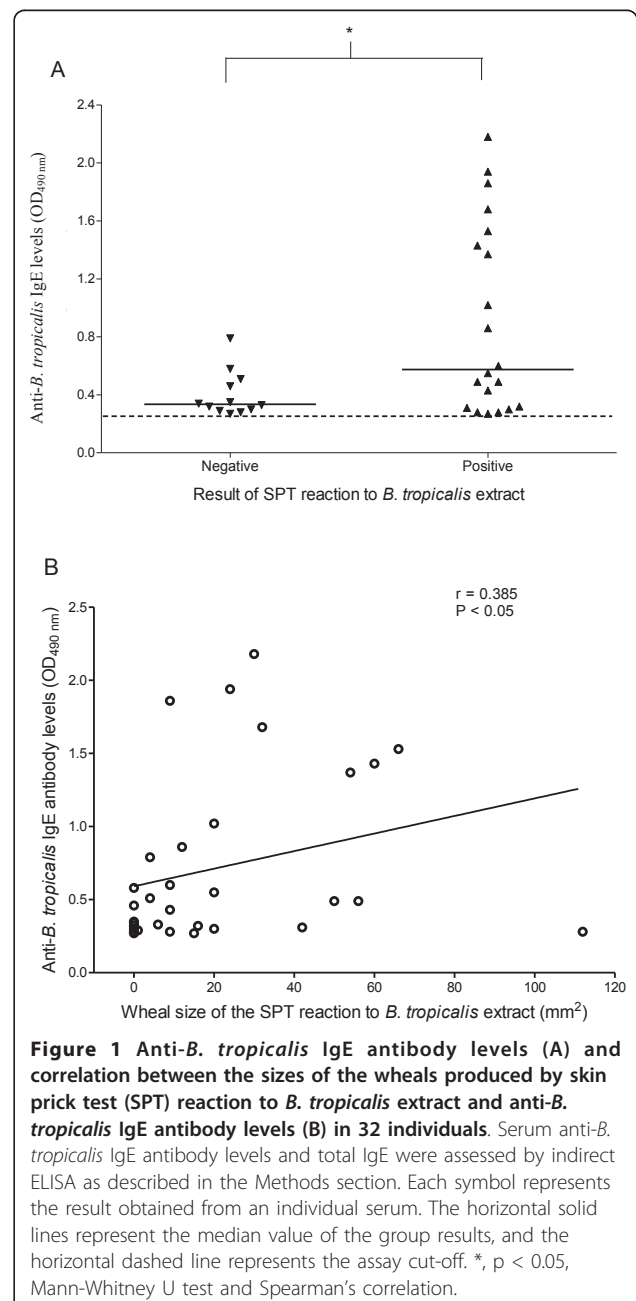 A
*
Anti-B. tropicalis IgE levels (OD490 nm)
2.4
2.0
1.6
1.2
0.8
0.4
0.0
Negative
Positive
Result of SPT reaction to B. tropicalis extract
B
r = 0.385
P < 0.05
Anti-B. tropicalis IgE antibody levels (OD490 nm)
2.5
2.0
1.5
1.0
0.5
0.0
0
20
40
60
80
100
120
Wheal size of the SPT reaction to B. tropicalis extract (mm2)
Figure 1 Anti-B. tropicalis IgE antibody levels (A) and
correlation between the sizes of the wheals produced by skin
prick test (SPT) reaction to B. tropicalis extract and anti-B.
tropicalis IgE antibody levels (B) in 32 individuals. Serum anti-B.
tropicalis IgE antibody levels and total IgE were assessed by indirect
ELISA as described in the Methods section. Each symbol represents
the result obtained from an individual serum. The horizontal solid
lines represent the median value of the group results, and the
horizontal dashed line represents the assay cut-off. *, p < 0.05,
Mann-Whitney U test and Spearman's correlation.